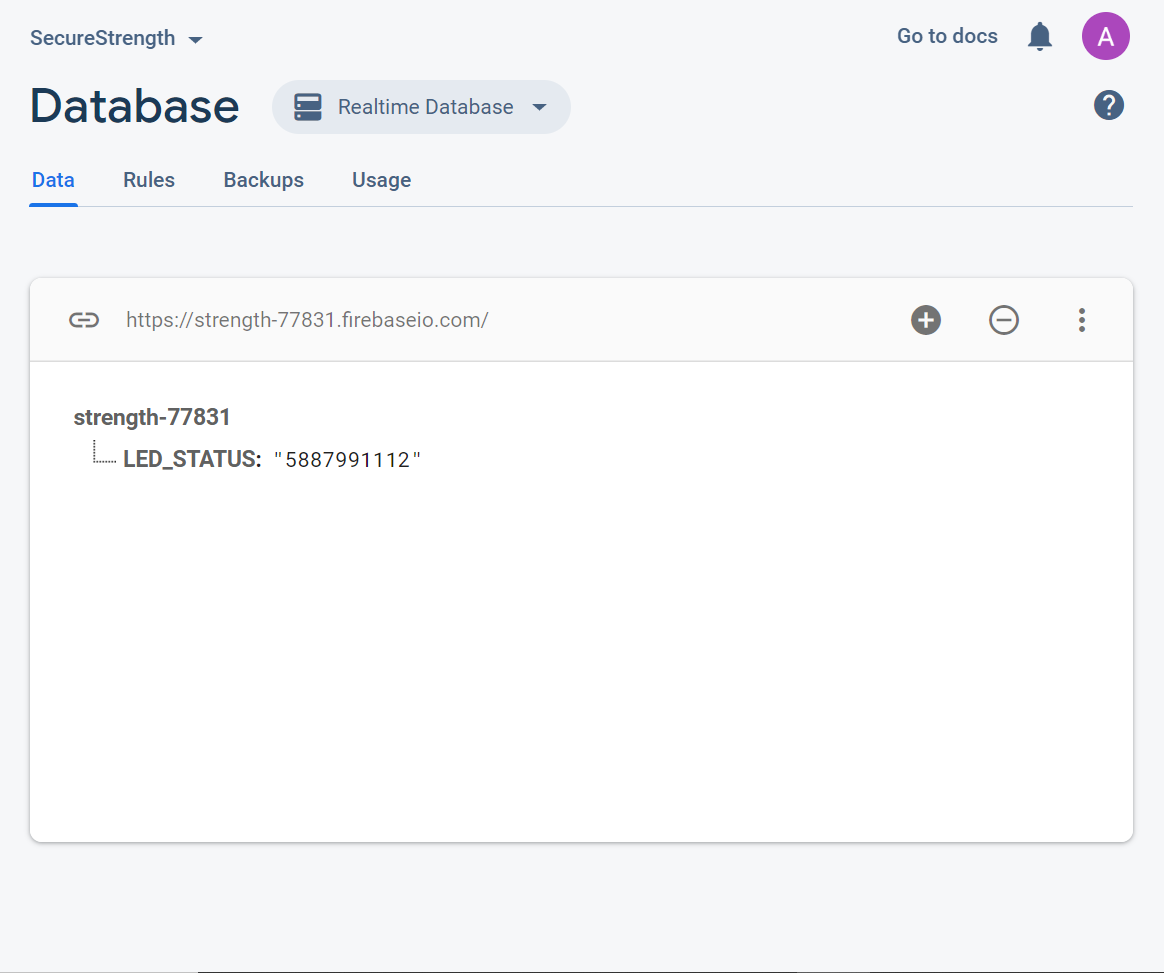 SecureStrength
Go to docs
A
Database
Realtime Database
?
Data Rules Backups Usage
https://strength-77831.firebaseio.com/
strength-77831
LED_STATUS: "5887991112"